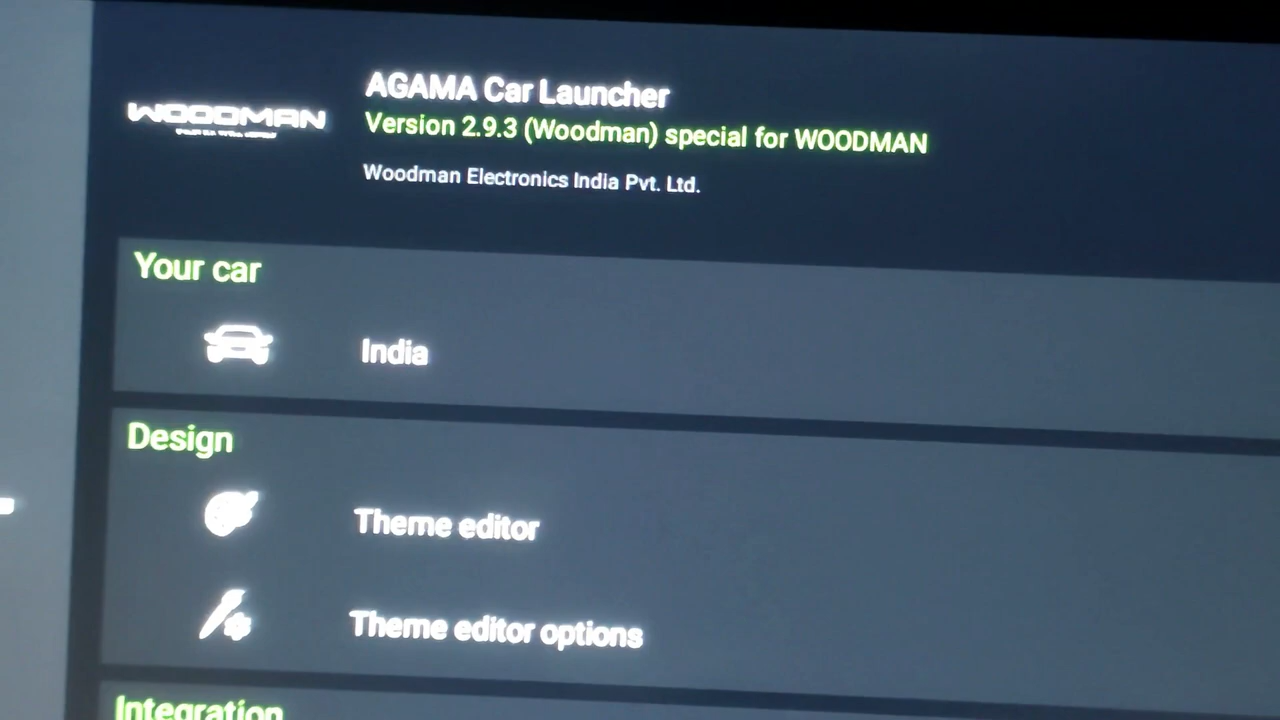 WOODMAN
AGAMA Car Launcher
Version 2.9.3 (Woodman) special for WOODMAN
Woodman Electronics India Pvt. Ltd.
Your car
India
Design
Theme editor
Theme editor options
Integration